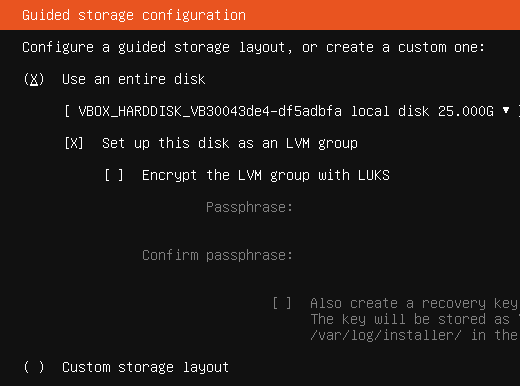 Guided storage configuration
Configure a guided storage layout, or create a custom one:
(X) Use an entire disk
[ VBOX_HARDDISK_VB30043de4-df5adbfa local disk 25.000G ▾ ]
[X] Set up this disk as an LVM group
[ ] Encrypt the LVM group with LUKS
Passphrase:
Confirm passphrase:
[ ] Also create a recovery key
The key will be stored as
/var/log/installer/ in the
( ) Custom storage layout